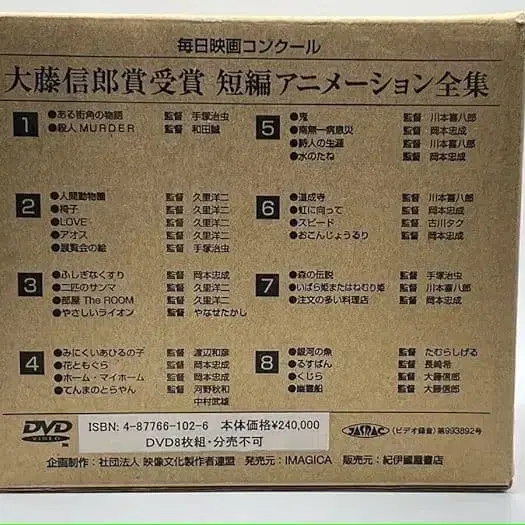 毎日映画コンクール
大藤信郎賞受賞 短編アニメーション全集
1
●ある街角の物語 監督 手塚治虫
●殺人 MURDER 監督 和田誠
2
●人間動物園 監督 久里洋二
●椅子 監督 久里洋二
●LOVE 監督 久里洋二
●アオス 監督 久里洋二
●展覧会の絵 監督 手塚治虫
3
●ふしぎなくすり 監督 岡本忠成
●二匹のサンマ 監督 久里洋二
●部屋 The ROOM 監督 久里洋二
●やさしいライオン 監督 やなせたかし
4
●みにくいあひるの子 監督 渡辺和彦
●花ともぐら 監督 岡本忠成
●ホーム・マイホーム 監督 岡本忠成
●てんまのとらやん 監督 河野秋和
中村武雄
5
●鬼 監督 川本喜八郎
●南無一病息災 監督 岡本忠成
●詩人の生涯 監督 川本喜八郎
●水のたね 監督 岡本忠成
6
●道成寺 監督 川本喜八郎
●虹に向って 監督 岡本忠成
●スピード 監督 古川タク
●おこんじょうるり 監督 岡本忠成
7
●森の伝説 監督 手塚治虫
●いばら姫またはねむり姫 監督 川本喜八郎
●注文の多い料理店 監督 岡本忠成
8
●銀河の魚 監督 たむらしげる
●るすばん 監督 長崎希
●くじら 監督 大藤信郎
●幽霊船 監督 大藤信郎
DVD
VIDEO
ISBN: 4-87766-102-6 本体価格¥240,000
DVD8枚組・分売不可
JASRAC (ビデオ録音)第993892号
企画制作：社団法人 映像文化製作者連盟 発売元：IMAGICA 販売元：紀伊國屋書店